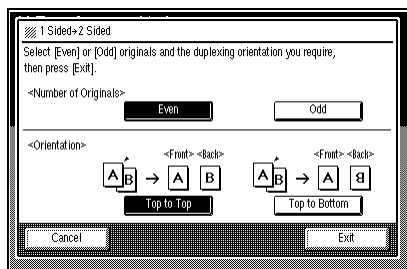 1 Sided→2 Sided
Select [Even] or [Odd] originals and the duplexing orientation you require,
then press [Exit].
<Number of Originals>
Even Odd
<Orientation>
<Front> <Back> <Front> <Back>
A B → A B A B → A B
Top to Top Top to Bottom
Cancel Exit